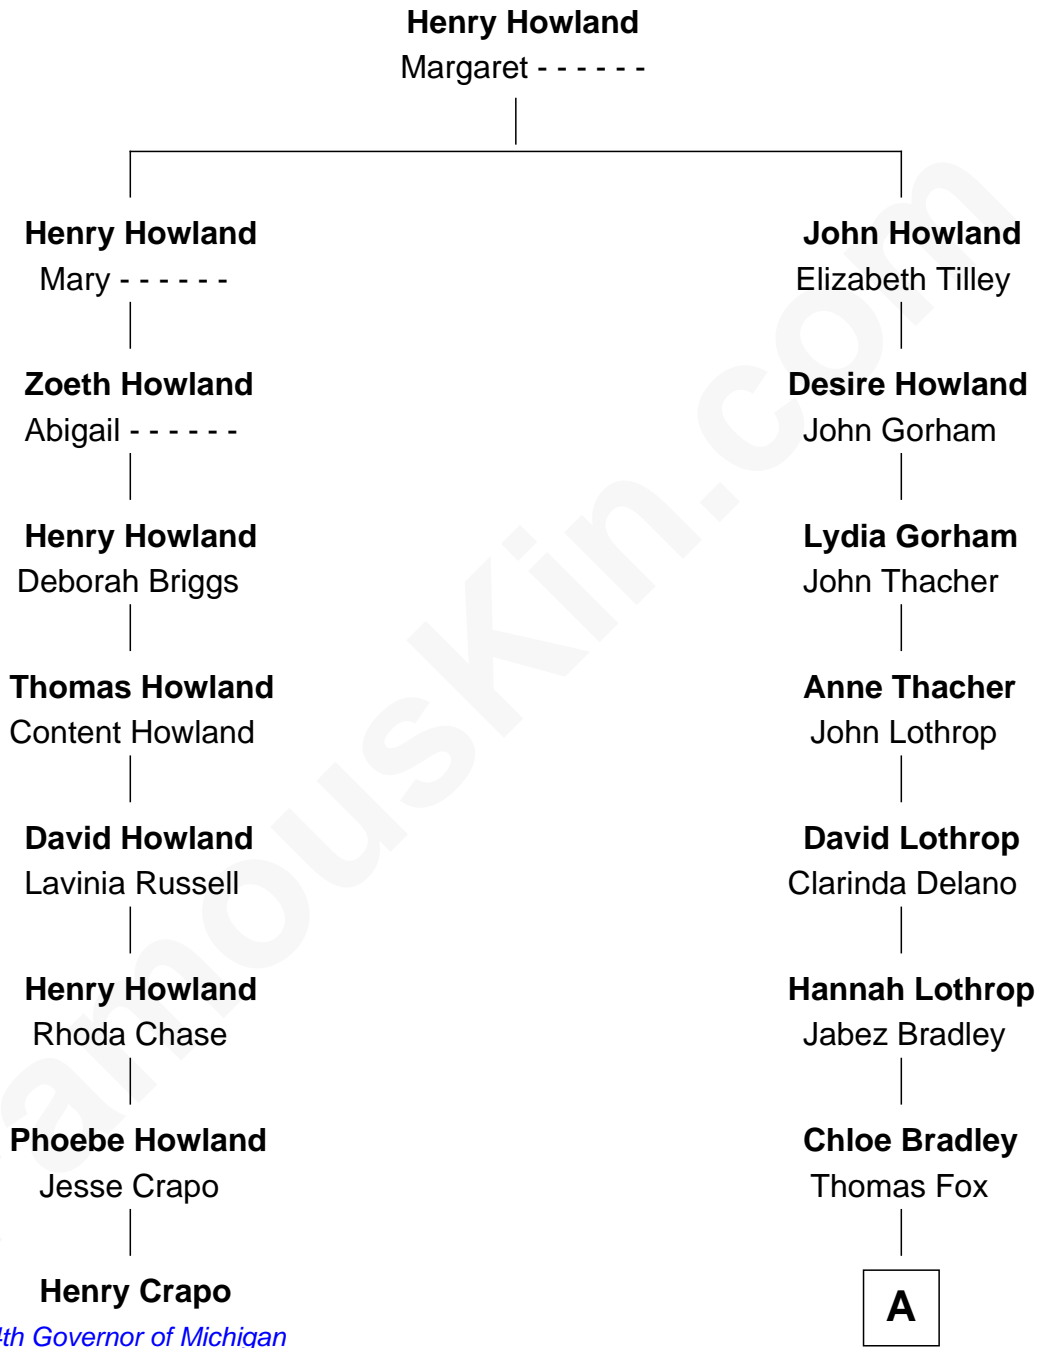 Henry Howland
Margaret - - - - - -
Henry Howland
Mary - - - - - -
Zoeth Howland
Abigail - - - - - -
Henry Howland
Deborah Briggs
Thomas Howland
Content Howland
David Howland
Lavinia Russell
Henry Howland
Rhoda Chase
Phoebe Howland
Jesse Crapo
Henry Crapo
4th Governor of Michigan
John Howland
Elizabeth Tilley
Desire Howland
John Gorham
Lydia Gorham
John Thacher
Anne Thacher
John Lothrop
David Lothrop
Clarinda Delano
Hannah Lothrop
Jabez Bradley
Chloe Bradley
Thomas Fox
A
amouskin.com